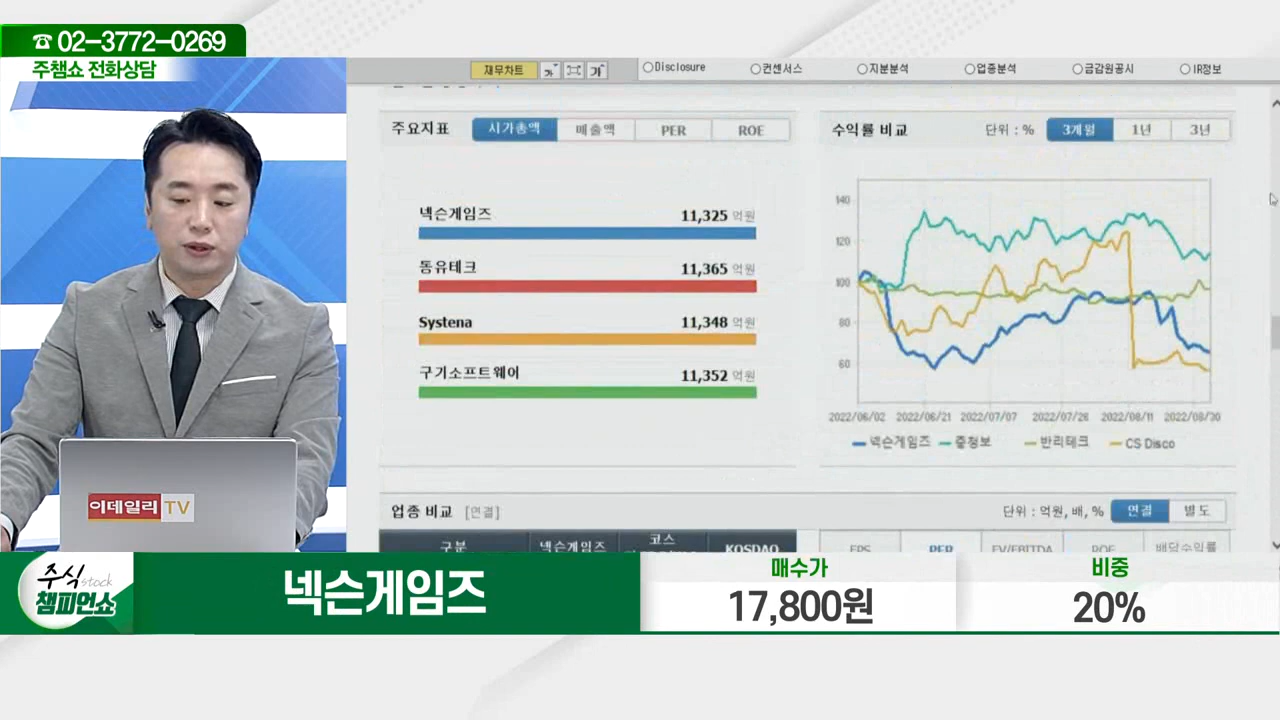 ☎ 02-3772-0269
주챔쇼 전화상담
재무차트 가 가 Disclosure 컨센서스 지분분석 업종분석 금감원공시 IR정보
주요지표 시가총액 매출액 PER ROE
넥슨게임즈 11,325 억원
동유테크 11,365 억원
Systena 11,348 억원
구기소프트웨어 11,352 억원
수익률 비교 단위 : % 3개월 1년 3년
140
120
100
80
60
2022/06/02 2022/06/21 2022/07/07 2022/07/26 2022/08/11 2022/08/30
넥슨게임즈 중청보 반리테크 CS Disco
업종 비교 [연결] 단위 : 억원, 배, % 연결 별도
구분 넥슨게임즈 코스 KOSDAQ
EPS PER EV/EBITDA ROE 배당수익률
이데일리 TV
주식 stock
챔피언쇼
넥슨게임즈
매수가
17,800원
비중
20%